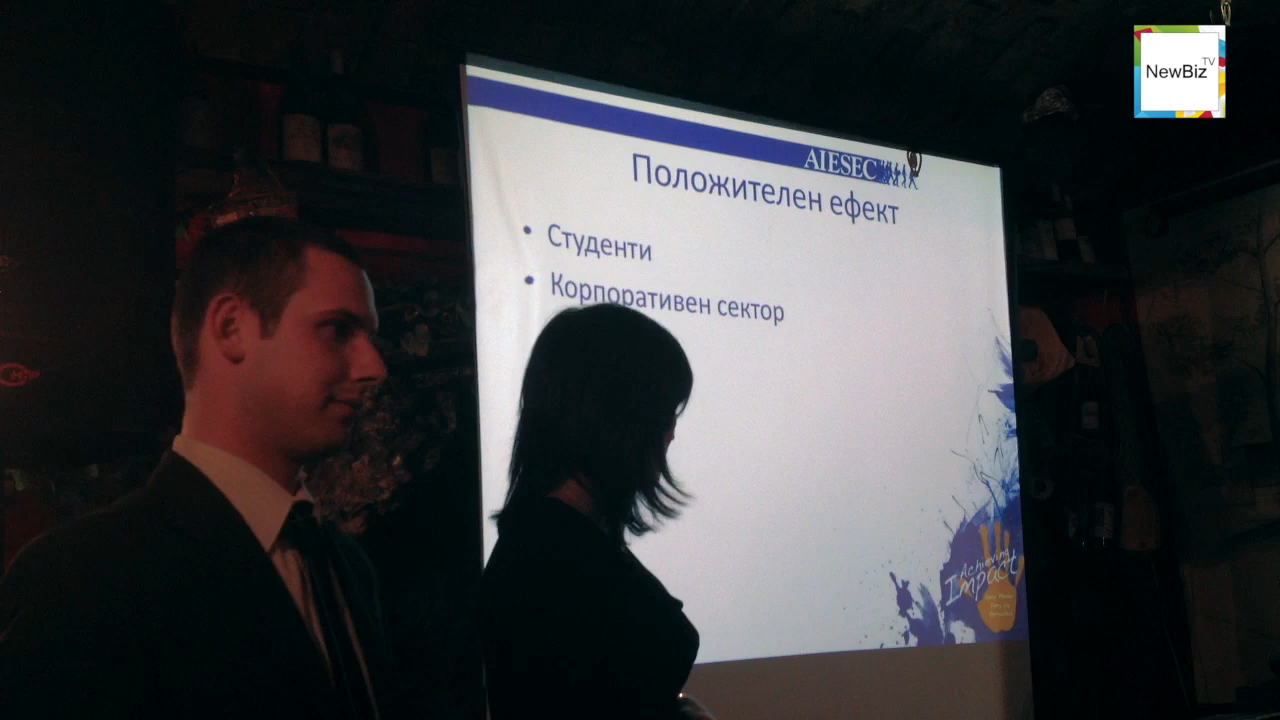 NewBiz TV
AIESEC
Положителен ефект
• Студенти
• Корпоративен сектор
Achieving
Impact